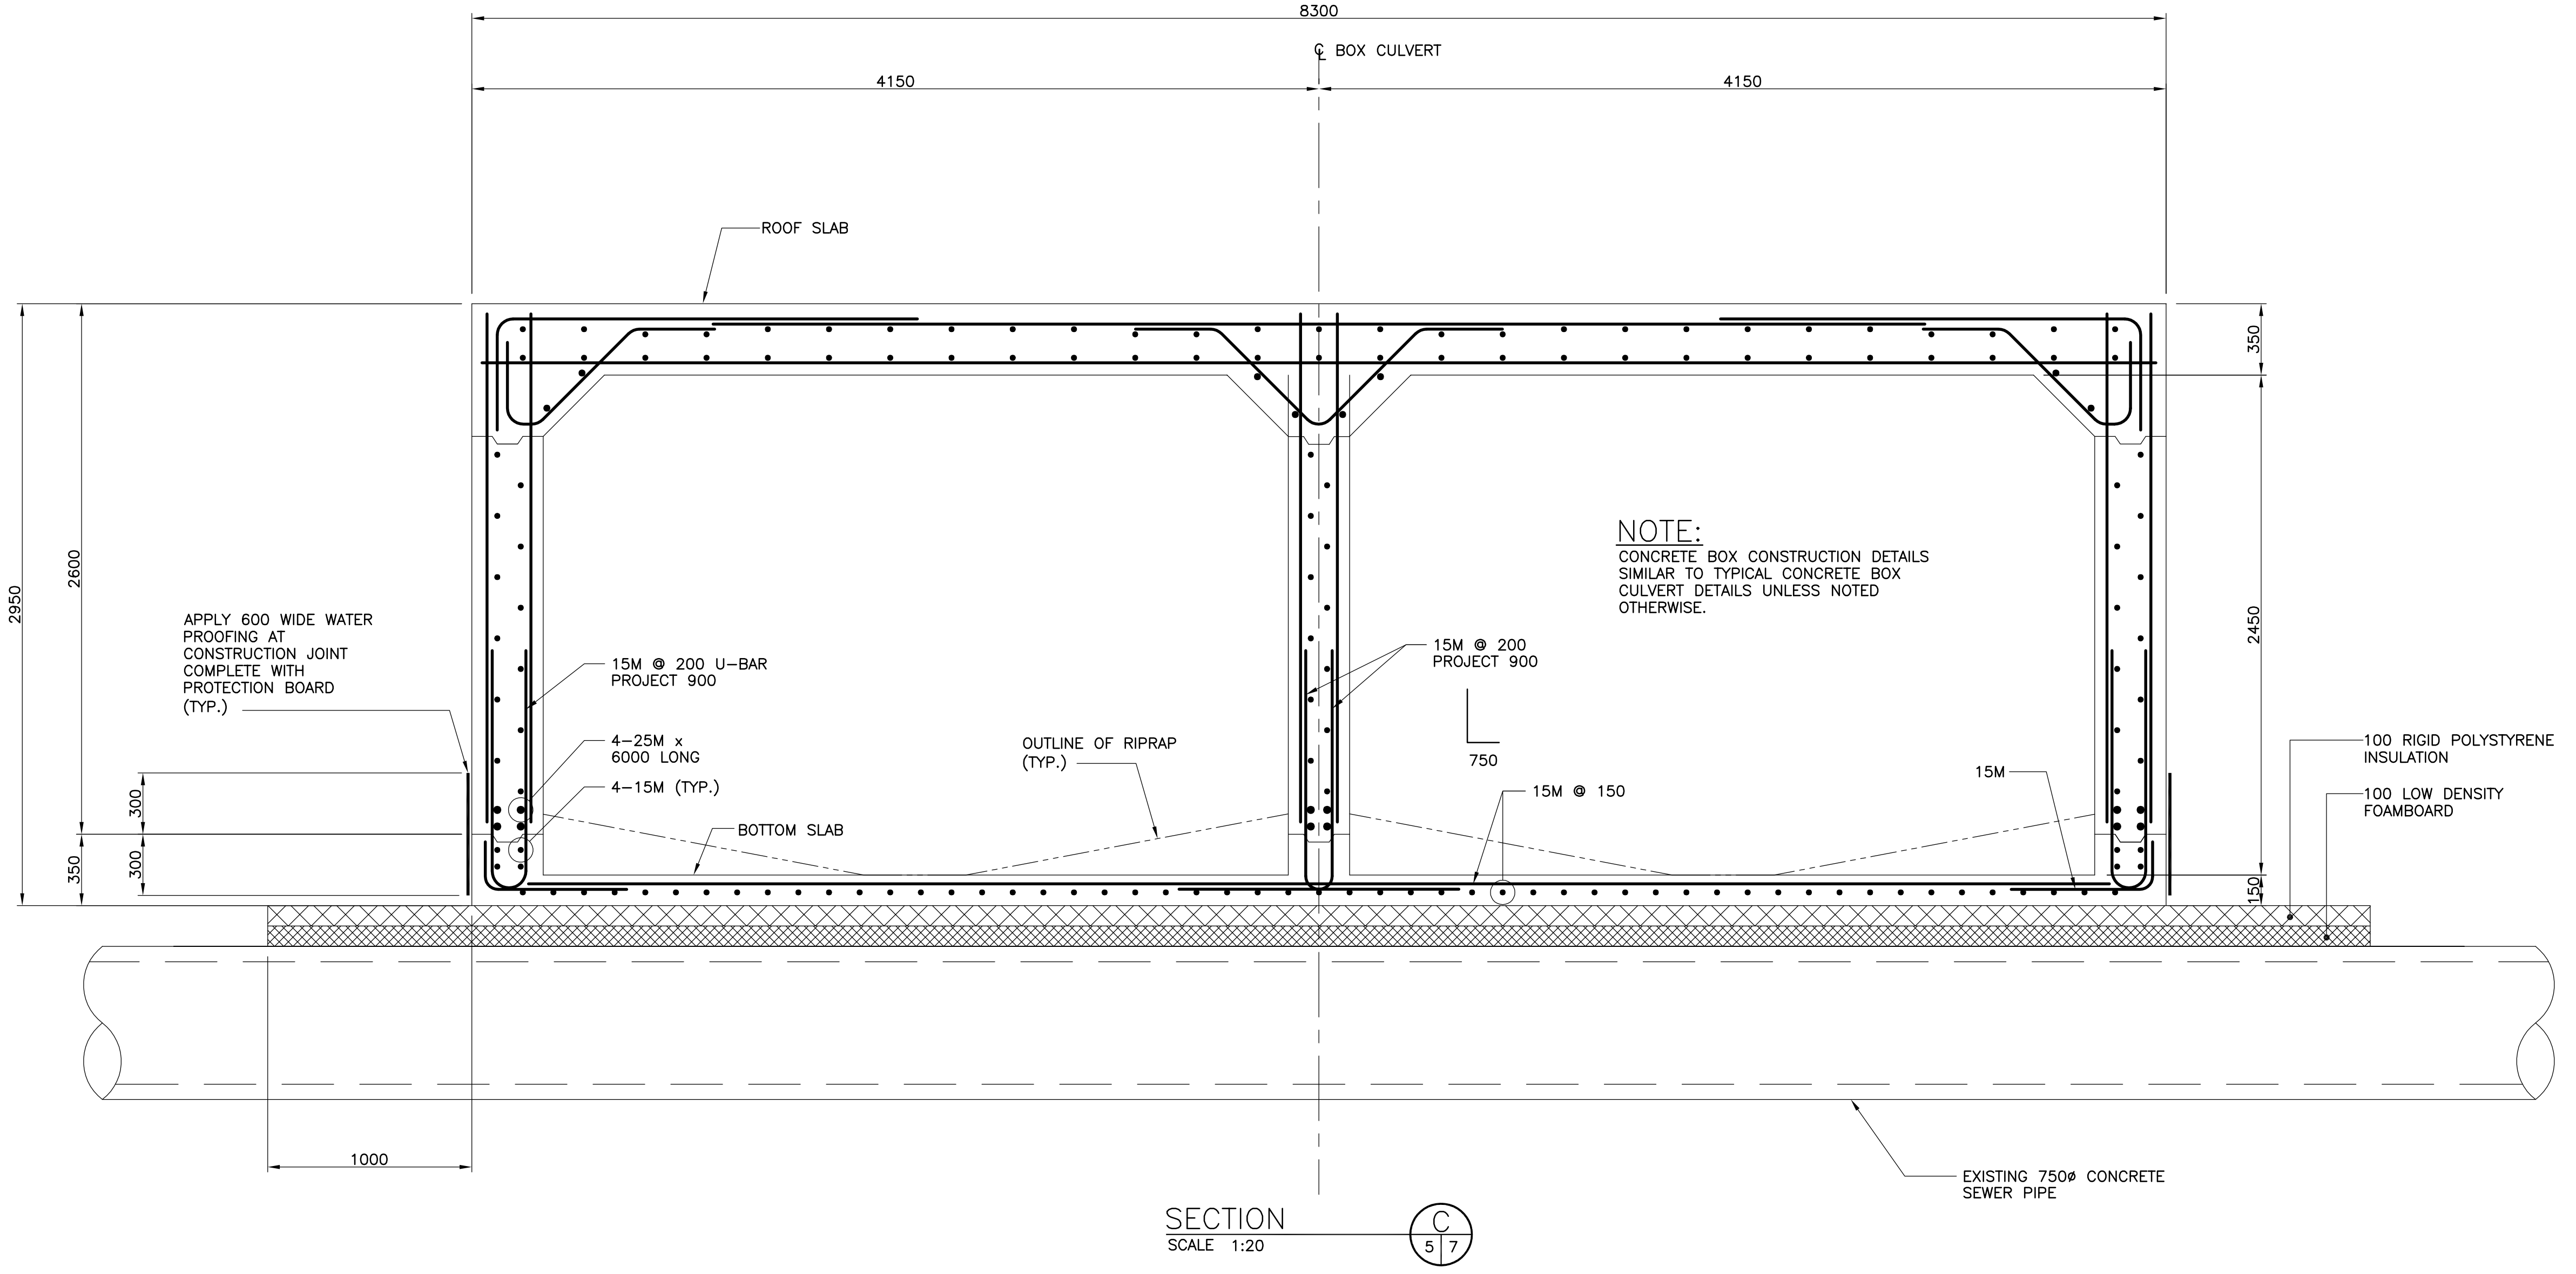 8300
℄ BOX CULVERT
4150
4150
ROOF SLAB
350
2950
2600
NOTE:
CONCRETE BOX CONSTRUCTION DETAILS
SIMILAR TO TYPICAL CONCRETE BOX
CULVERT DETAILS UNLESS NOTED
OTHERWISE.
2450
APPLY 600 WIDE WATER
PROOFING AT
CONSTRUCTION JOINT
COMPLETE WITH
PROTECTION BOARD
(TYP.)
15M @ 200 U-BAR
PROJECT 900
15M @ 200
PROJECT 900
4-25M x
6000 LONG
4-15M (TYP.)
OUTLINE OF RIPRAP
(TYP.)
750
15M @ 150
15M
100 RIGID POLYSTYRENE
INSULATION
100 LOW DENSITY
FOAMBOARD
300
BOTTOM SLAB
350
300
150
1000
EXISTING 750ø CONCRETE
SEWER PIPE
SECTION
SCALE 1:20
C
5 7